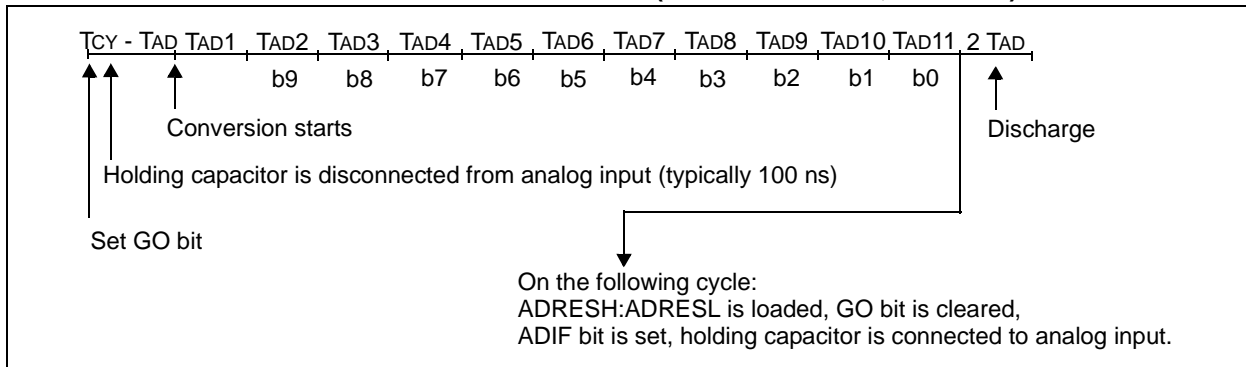 TCY - TAD TAD1 TAD2 TAD3 TAD4 TAD5 TAD6 TAD7 TAD8 TAD9 TAD10 TAD11 2 TAD
b9 b8 b7 b6 b5 b4 b3 b2 b1 b0
Conversion starts
Discharge
Holding capacitor is disconnected from analog input (typically 100 ns)
Set GO bit
On the following cycle:
ADRESH:ADRESL is loaded, GO bit is cleared,
ADIF bit is set, holding capacitor is connected to analog input.